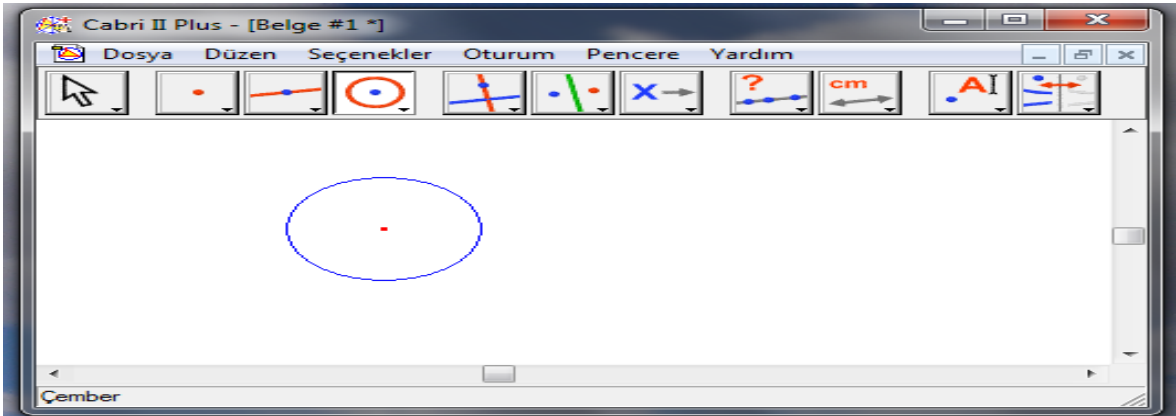 Cabri II Plus - [Belge #1 *]
Dosya Düzen Seçenekler Oturum Pencere Yardım
? cm A
Çember